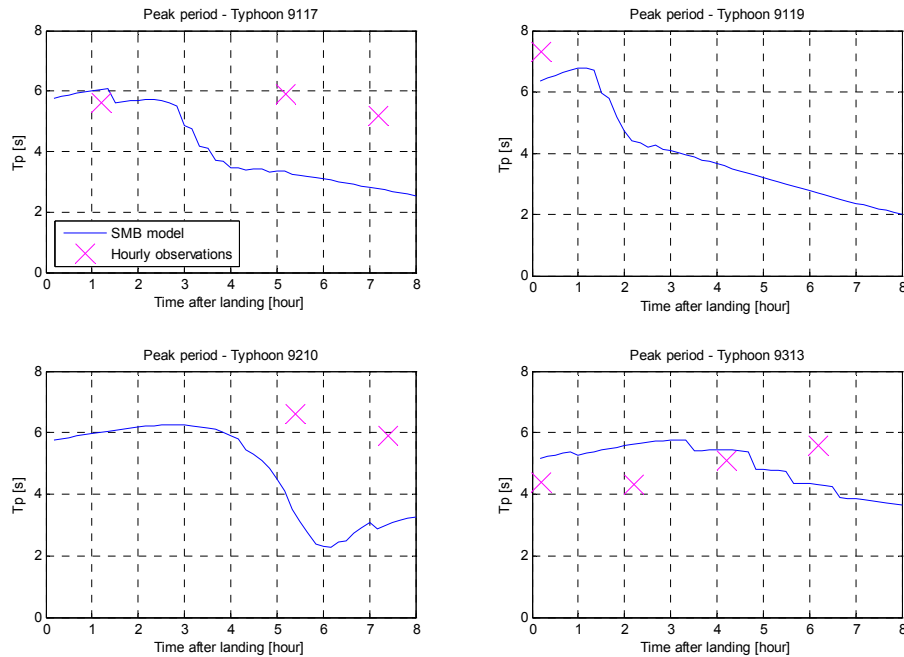 Peak period - Typhoon 9117
8
6
4
2
0
Tp [s]
SMB model
Hourly observations
0 1 2 3 4 5 6 7 8
Time after landing [hour]
Peak period - Typhoon 9119
8
6
4
2
0
Tp [s]
0 1 2 3 4 5 6 7 8
Time after landing [hour]
Peak period - Typhoon 9210
8
6
4
2
0
Tp [s]
0 1 2 3 4 5 6 7 8
Time after landing [hour]
Peak period - Typhoon 9313
8
6
4
2
0
Tp [s]
0 1 2 3 4 5 6 7 8
Time after landing [hour]